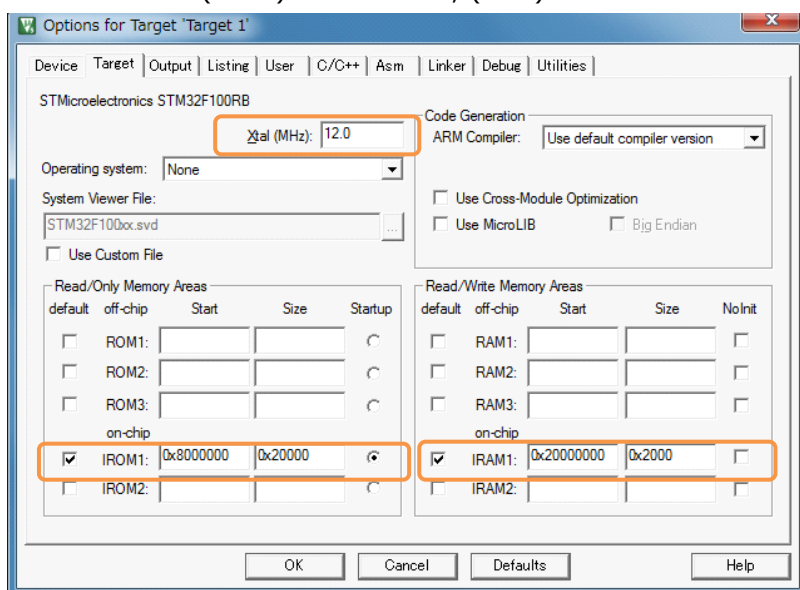 Options for Target 'Target 1'
Device Target Output Listing User C/C++ Asm Linker Debug Utilities
STMicroelectronics STM32F100RB
Xtal (MHz): 12.0
Operating system: None
System Viewer File:
STM32F100xx.svd
...
Use Custom File
Code Generation
ARM Compiler: Use default compiler version
Use Cross-Module Optimization
Use MicroLIB Big Endian
Read/Only Memory Areas
default off-chip Start Size Startup
ROM1:
ROM2:
ROM3:
on-chip
IROM1: 0x8000000 0x20000
IROM2:
Read/Write Memory Areas
default off-chip Start Size NoInit
RAM1:
RAM2:
RAM3:
on-chip
IRAM1: 0x20000000 0x2000
IRAM2:
OK Cancel Defaults Help